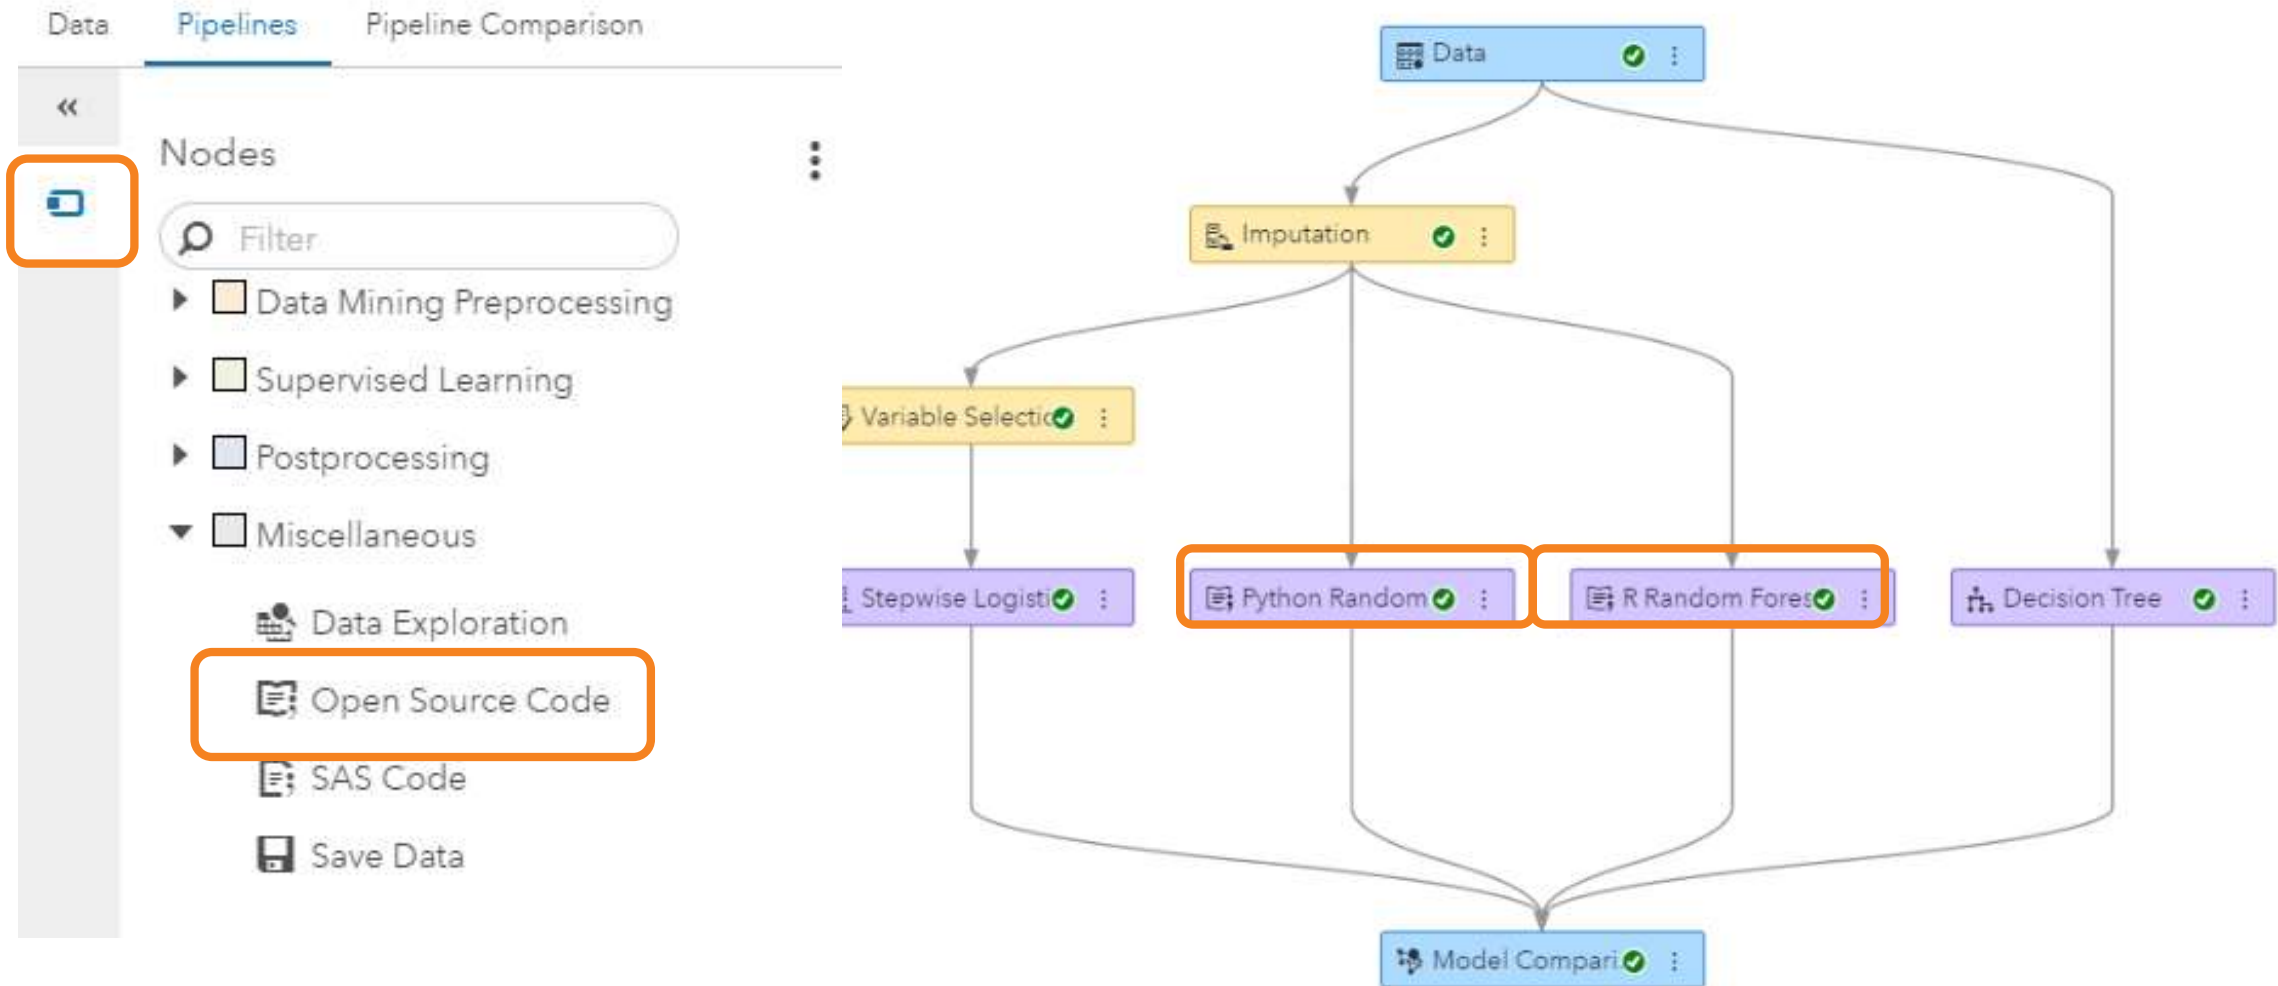 Data Pipelines Pipeline Comparison
Nodes
Filter
Data Mining Preprocessing
Supervised Learning
Postprocessing
Miscellaneous
Data Exploration
Open Source Code
SAS Code
Save Data
Data
Imputation
Variable Selectic
Stepwise Logisti
Python Random
R Random Fores
Decision Tree
Model Compari